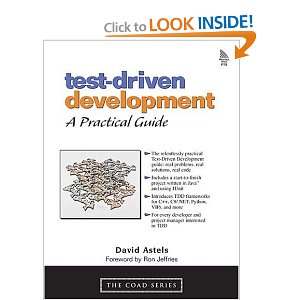 Click to LOOK INSIDE!
test-driven
development
A Practical Guide
• The relentlessly practical
Test-Driven Development
guide: real problems, real
solutions, real code
• Includes a start-to-finish
project written in Java™
and using JUnit
• Introduces TDD frameworks
for C++, C#/.NET, Python,
VB6, and more
• For every developer and
project manager interested
in TDD
David Astels
Foreword by Ron Jeffries
THE COAD SERIES